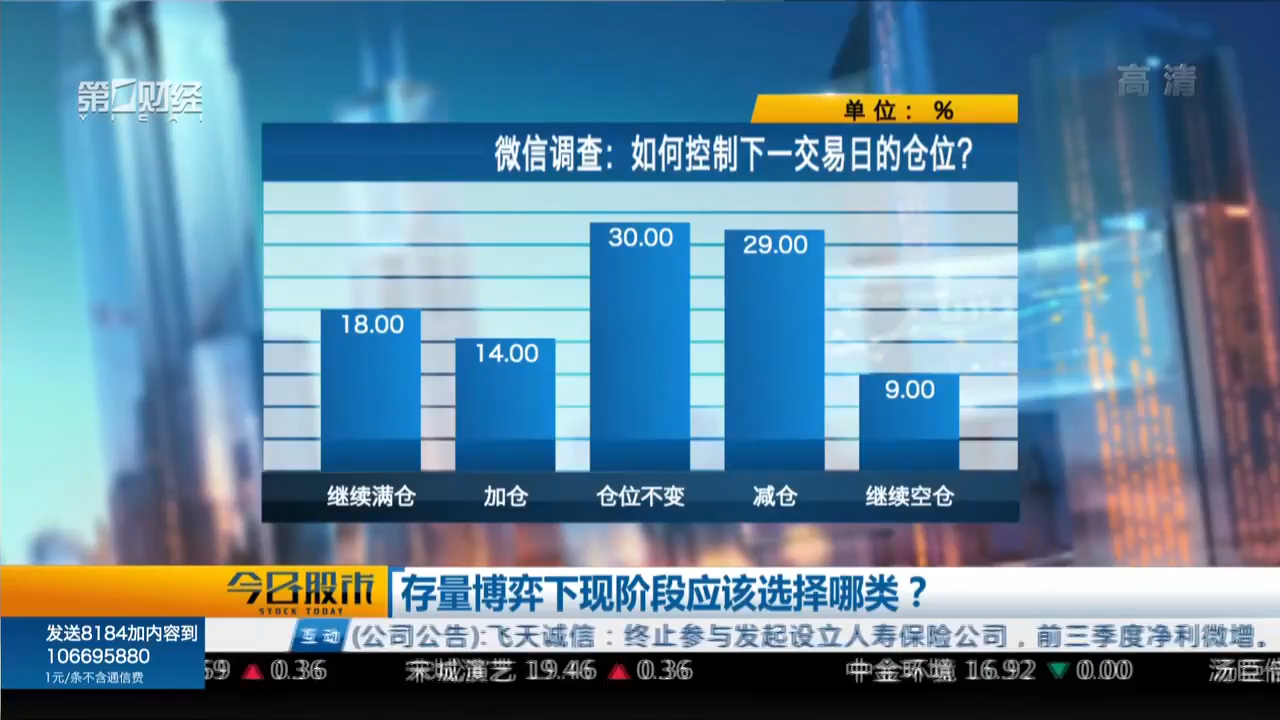 第1财经
YICAI
高清
单位：%
微信调查：如何控制下一交易日的仓位？
30.00
29.00
18.00
14.00
9.00
继续满仓 加仓 仓位不变 减仓 继续空仓
今日股市
STOCK TODAY
存量博弈下现阶段应该选择哪类？
发送8184加内容到
106695880
1元/条不含通信费
互动
(公司公告):飞天诚信：终止参与发起设立人寿保险公司，前三季度净利微增。
69 ▲ 0.36 宋城演艺 19.46 ▲ 0.36 中金环境 16.92 ▼ 0.00 汤臣倍